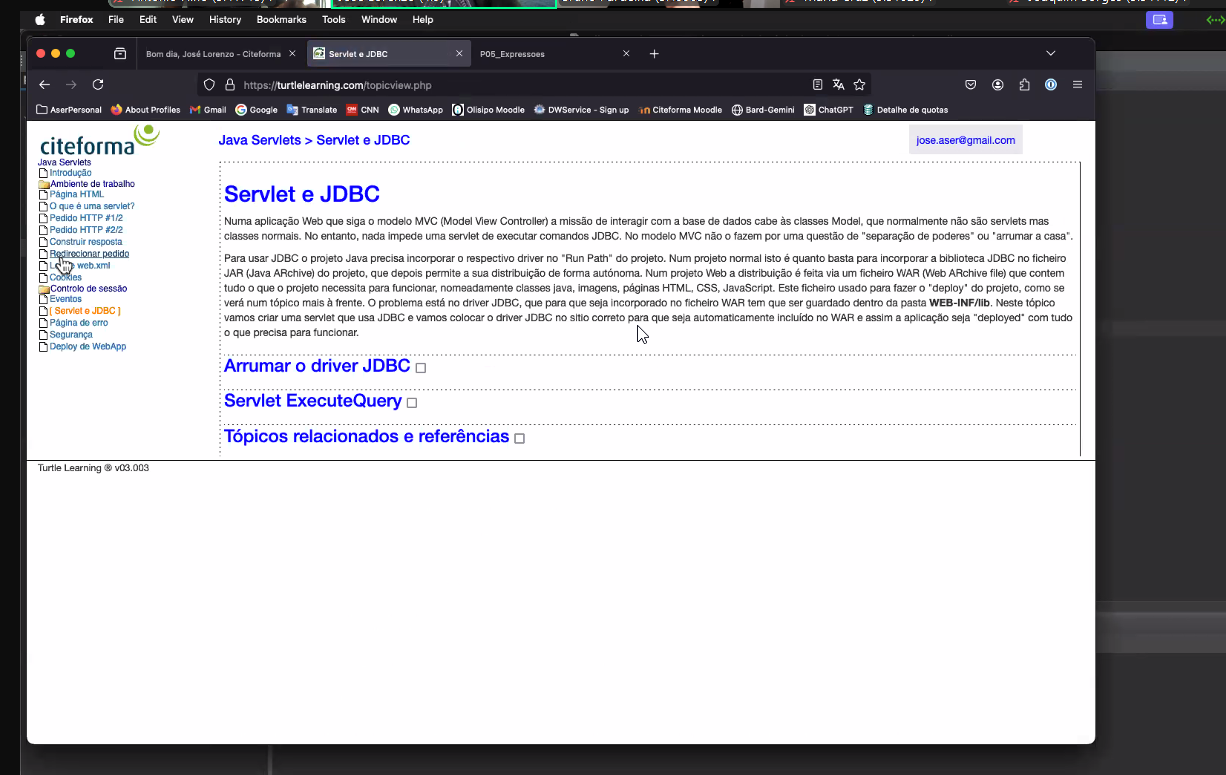 Firefox File Edit View History Bookmarks Tools Window Help
Bom dia, José Lorenzo - Citeforma
Servlet e JDBC
P05_Expressoes
https://turtlelearning.com/topicview.php
AserPersonal About Profiles Gmail Google Translate CNN WhatsApp Olisipo Moodle DWService - Sign up Citeforma Moodle Bard-Gemini ChatGPT Detalhe de quotas
citeforma
Java Servlets > Servlet e JDBC
jose.aser@gmail.com
Java Servlets
Introdução
Ambiente de trabalho
Página HTML
O que é uma servlet?
Pedido HTTP #1/2
Pedido HTTP #2/2
Construir resposta
Redirecionar pedido
web.xml
Cookies
Controlo de sessão
Eventos
[ Servlet e JDBC ]
Página de erro
Segurança
Deploy de WebApp
Servlet e JDBC
Numa aplicação Web que siga o modelo MVC (Model View Controller) a missão de interagir com a base de dados cabe às classes Model, que normalmente não são servlets mas
classes normais. No entanto, nada impede uma servlet de executar comandos JDBC. No modelo MVC não o fazem por uma questão de "separação de poderes" ou "arrumar a casa".
Para usar JDBC o projeto Java precisa incorporar o respectivo driver no "Run Path" do projeto. Num projeto normal isto é quanto basta para incorporar a biblioteca JDBC no ficheiro
JAR (Java ARchive) do projeto, que depois permite a sua distribuição de forma autónoma. Num projeto Web a distribuição é feita via um ficheiro WAR (Web ARchive file) que contem
tudo o que o projeto necessita para funcionar, nomeadamente classes java, imagens, páginas HTML, CSS, JavaScript. Este ficheiro usado para fazer o "deploy" do projeto, como se
verá num tópico mais à frente. O problema está no driver JDBC, que para que seja incorporado no ficheiro WAR tem que ser guardado dentro da pasta WEB-INF/lib. Neste tópico
vamos criar uma servlet que usa JDBC e vamos colocar o driver JDBC no sitio correto para que seja automaticamente incluído no WAR e assim a aplicação seja "deployed" com tudo
o que precisa para funcionar.
Arrumar o driver JDBC
Servlet ExecuteQuery
Tópicos relacionados e referências
Turtle Learning ® v03.003